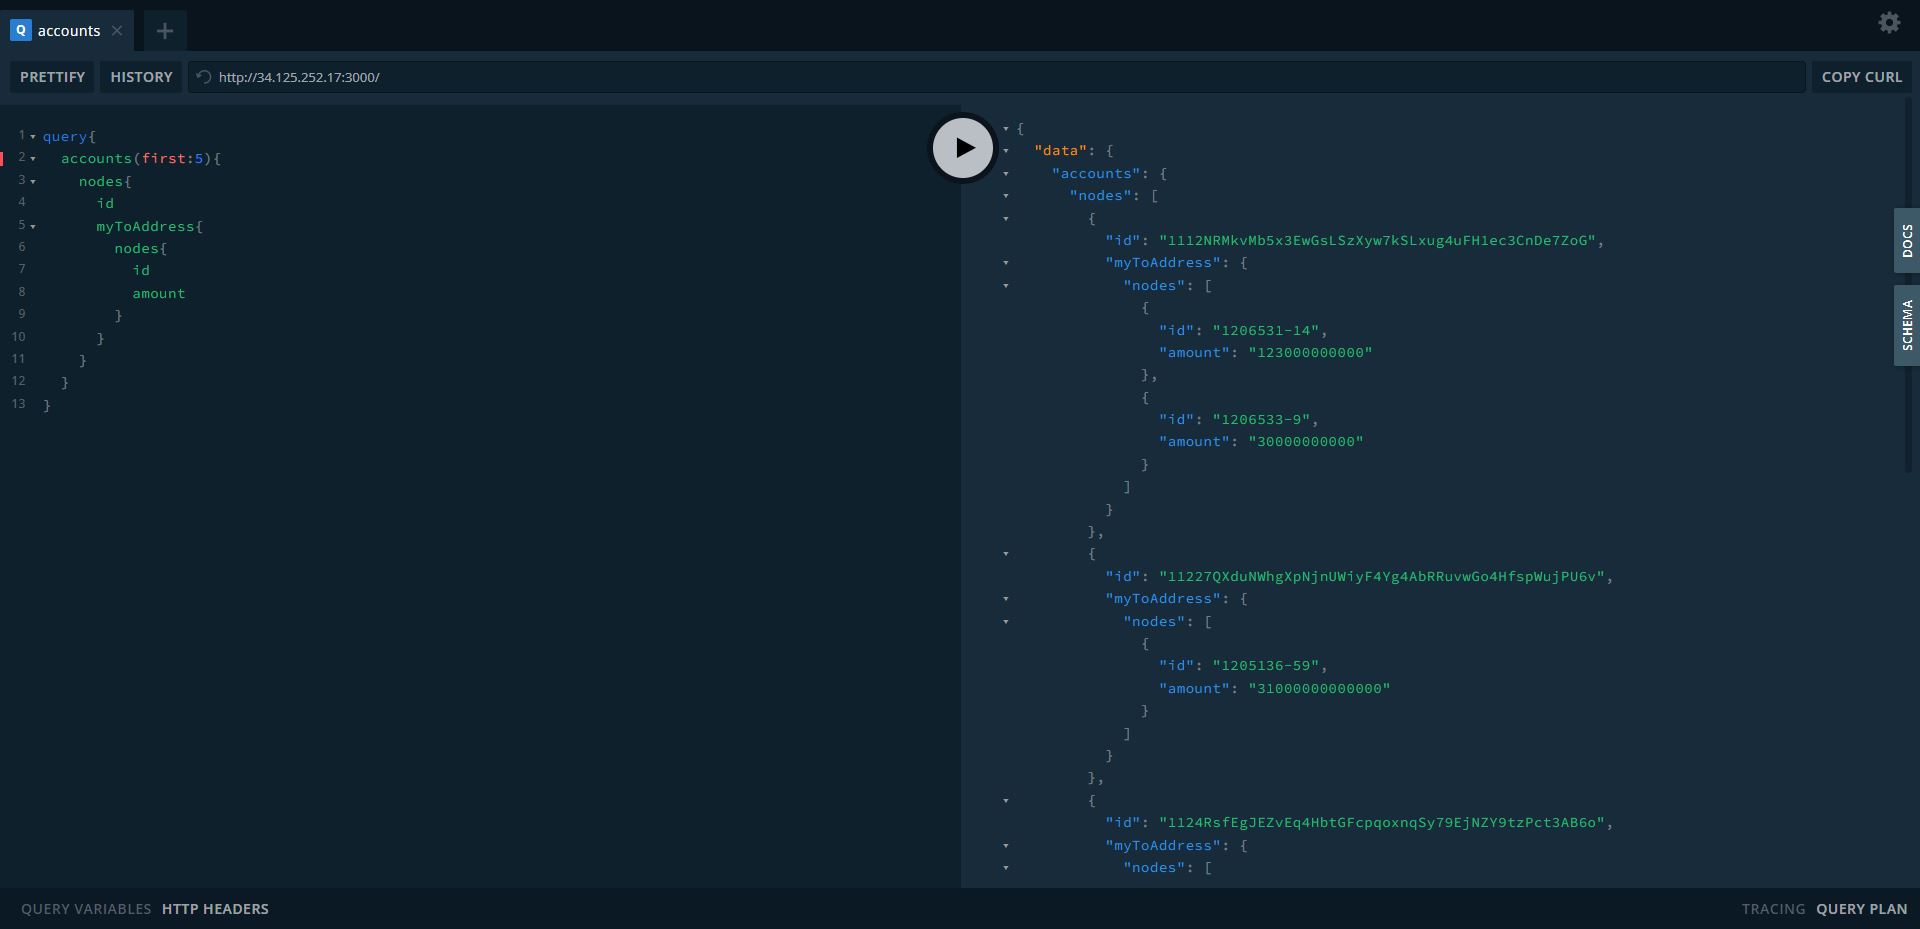 Q accounts
PRETTIFY HISTORY http://34.125.252.17:3000/ COPY CURL
1 query{
2 accounts(first:5){
3 nodes{
4 id
5 myToAddress{
6 nodes{
7 id
8 amount
9 }
10 }
11 }
12 }
13 }
{
"data": {
"accounts": {
"nodes": [
{
"id": "1112NRMkvMb5x3EwGsLSzXyw7kSLxug4uFH1ec3CnDe7ZoG",
"myToAddress": {
"nodes": [
{
"id": "1206531-14",
"amount": "123000000000"
},
{
"id": "1206533-9",
"amount": "30000000000"
}
]
}
},
{
"id": "11227QXduNWhgXpNjnUWiyF4Yg4AbRRuvwGo4HfspWujPU6v",
"myToAddress": {
"nodes": [
{
"id": "1205136-59",
"amount": "31000000000000"
}
]
}
},
{
"id": "1124RsfEgJEZvEq4HbtGFcpqoxnqSy79EjNZY9tzPct3AB6o",
"myToAddress": {
"nodes": [
DOCS
SCHEMA
QUERY VARIABLES HTTP HEADERS
TRACING QUERY PLAN